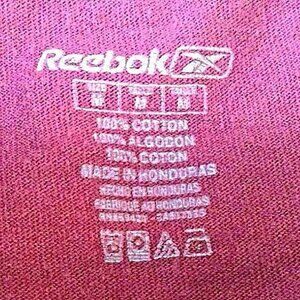 Reebok
M M M
100% COTTON
100% ALGODON
100% COTON
MADE IN HONDURAS
HECHO EN HONDURAS
FABRIQUE AU HONDURAS